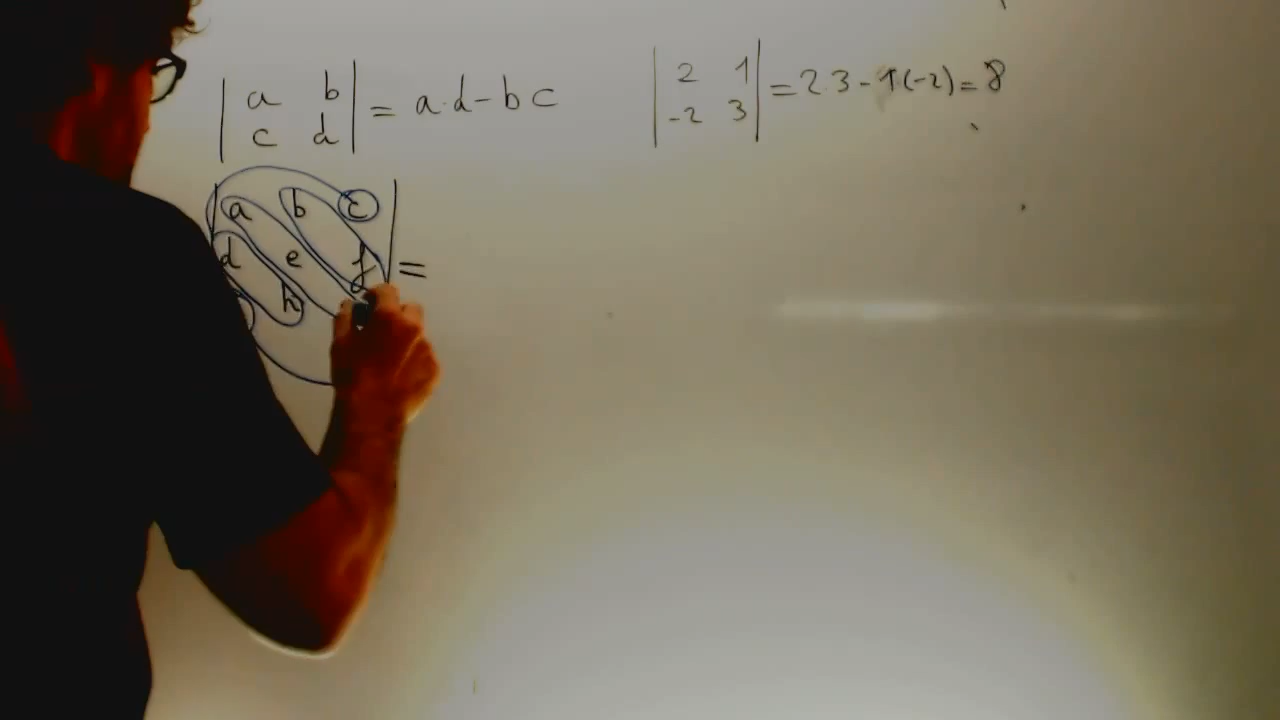 | a b | = a·d-bc
| c d |
| 2 1 | = 2·3-1(-2)=8
| -2 3 |
| a b c |
| d e f | =
h